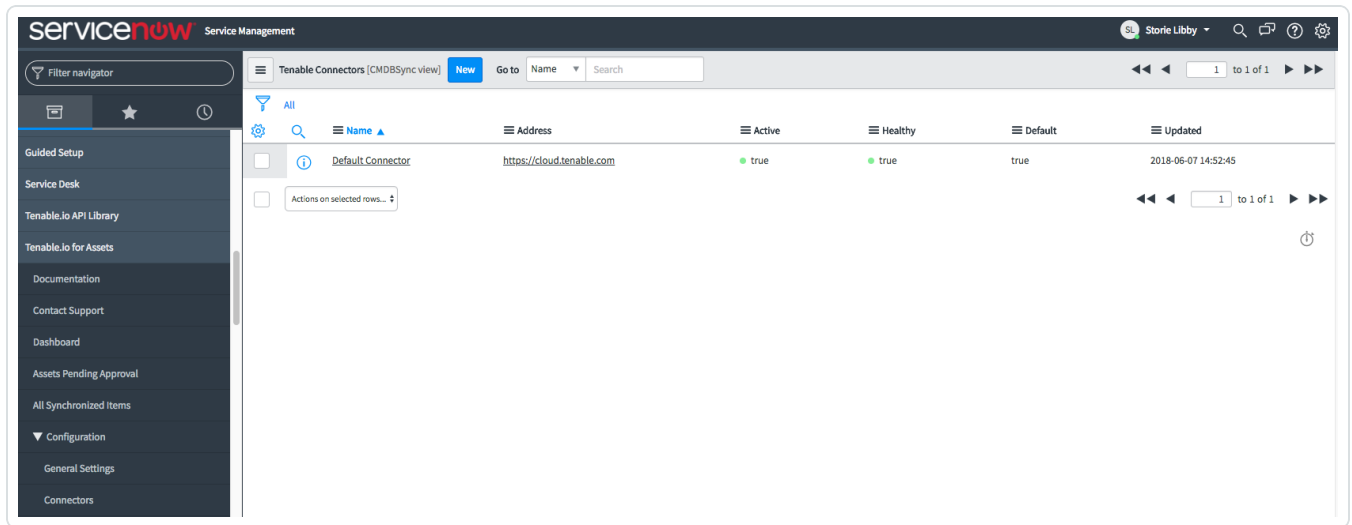 servicenow Service Management
SL Storie Libby
Filter navigator
Guided Setup
Service Desk
Tenable.io API Library
Tenable.io for Assets
Documentation
Contact Support
Dashboard
Assets Pending Approval
All Synchronized Items
Configuration
General Settings
Connectors
Tenable Connectors [CMDBSync view] New Go to Name Search 1 to 1 of 1
All
Name Address Active Healthy Default Updated
Default Connector https://cloud.tenable.com true true true 2018-06-07 14:52:45
Actions on selected rows... 1 to 1 of 1